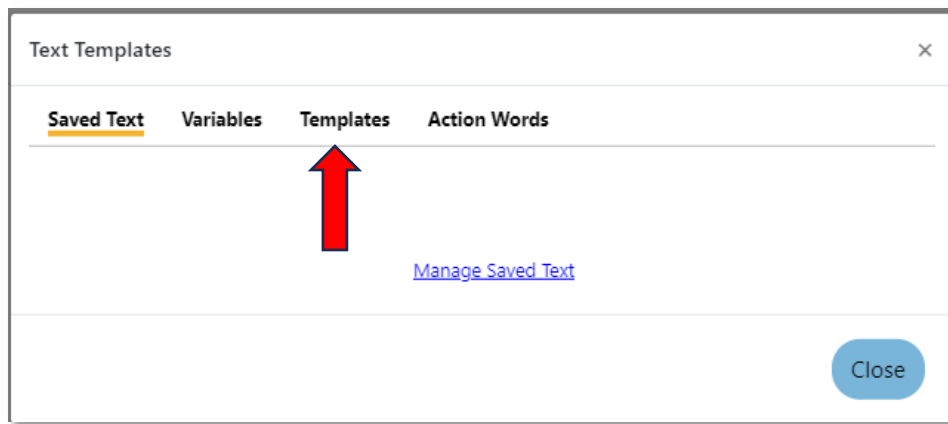 Text Templates ×
Saved Text Variables Templates Action Words
Manage Saved Text
Close